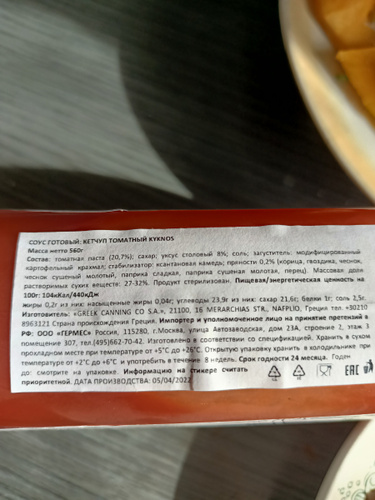 СОУС ГОТОВЫЙ: КЕТЧУП ТОМАТНЫЙ KYKNOS
Масса нетто 560г
Состав: томатная паста (20,7%); сахар; уксус столовый 8%; соль; загуститель: модифицированный
картофельный крахмал; стабилизатор: ксантановая камедь; пряности 0,2% (корица, гвоздика, чеснок,
чеснок сушеный молотый, паприка сладкая, паприка сушеная молотая, перец). Массовая доля
растворимых сухих веществ: 27-32%. Продукт стерилизован. Пищевая/энергетическая ценность на
100г: 104кКал/440кДж
жиры 0,2г из них: насыщенные жиры 0,04г; углеводы 23,9г из них: сахар 21,6г; белки 1г; соль 2,5г.
Изготовитель: «GREEK CANNING CO S.A.», 21100, 16 MERARCHIAS STR., NAFPLIO, Греция, тел +30210
8963121 Страна происхождения Греция. Импортер и уполномоченное лицо на принятие претензий в
РФ: ООО «ГЕРМЕС» Россия, 115280, г.Москва, улица Автозаводская, дом 23А, строение 2, этаж 3
помещение 307, тел.(495)662-70-42. Изготовлено в соответствии со спецификацией. Хранить в сухом
прохладном месте при температуре от +5°С до +26°С. Открытую упаковку хранить в холодильнике при
температуре от +2°С до +6°С и употребить в течение 8 недель. Срок годности 24 месяца. Годен
до смотрите на упаковке. Информацию на стикере считать
приоритетной. ДАТА ПРОИЗВОДСТВА: 05/04/2022
EAC